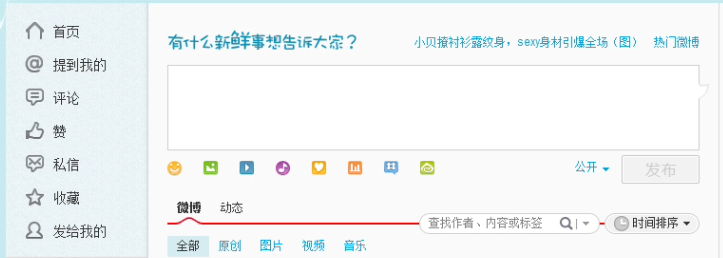 首页
提到我的
评论
赞
私信
收藏
发给我的
有什么新鲜事想告诉大家？
小贝撩衬衫露纹身，sexy身材引爆全场（图） 热门微博
公开 发布
微博 动态
查找作者、内容或标签 时间排序
全部 原创 图片 视频 音乐